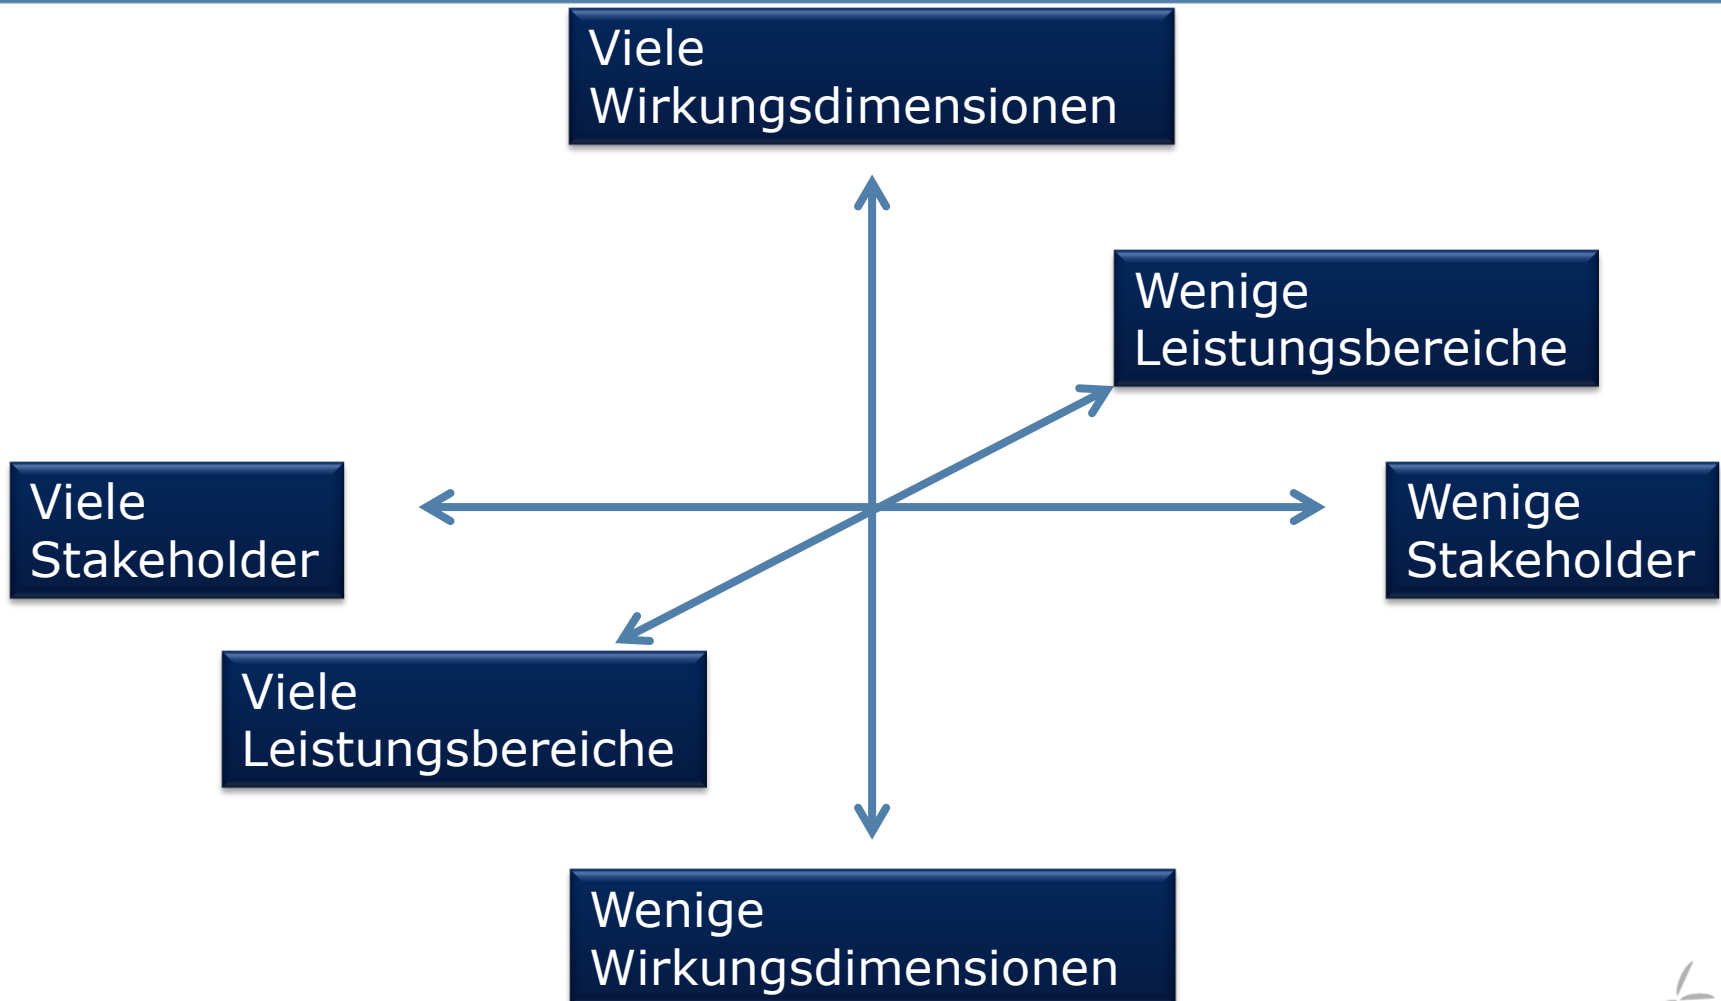 Viele
Wirkungsdimensionen
Wenige
Leistungsbereiche
Viele
Stakeholder
Wenige
Stakeholder
Viele
Leistungsbereiche
Wenige
Wirkungsdimensionen